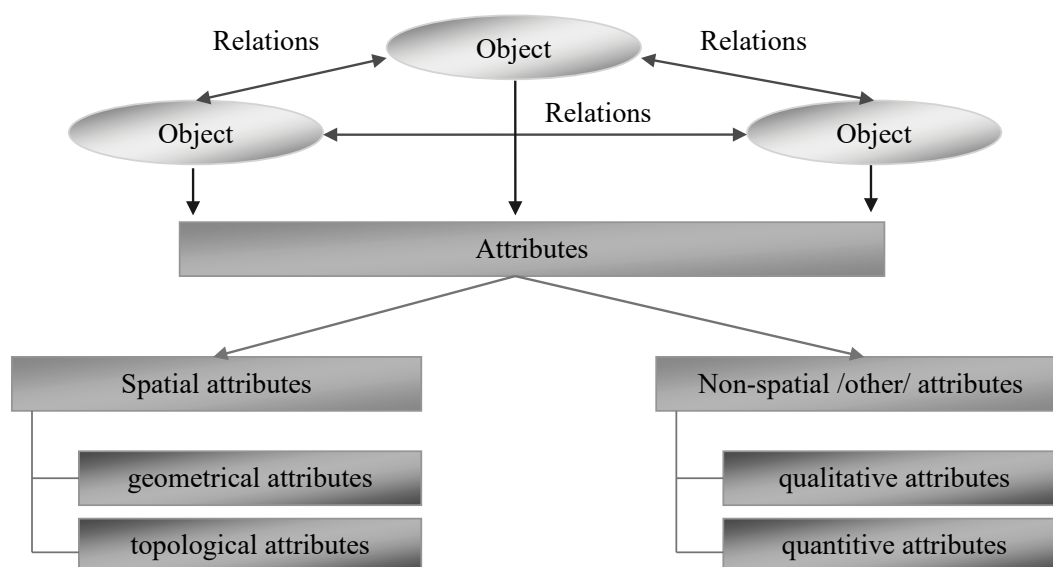 Relations
Object
Relations
Object
Relations
Object
Attributes
Spatial attributes
Non-spatial /other/ attributes
geometrical attributes
qualitative attributes
topological attributes
quantitive attributes